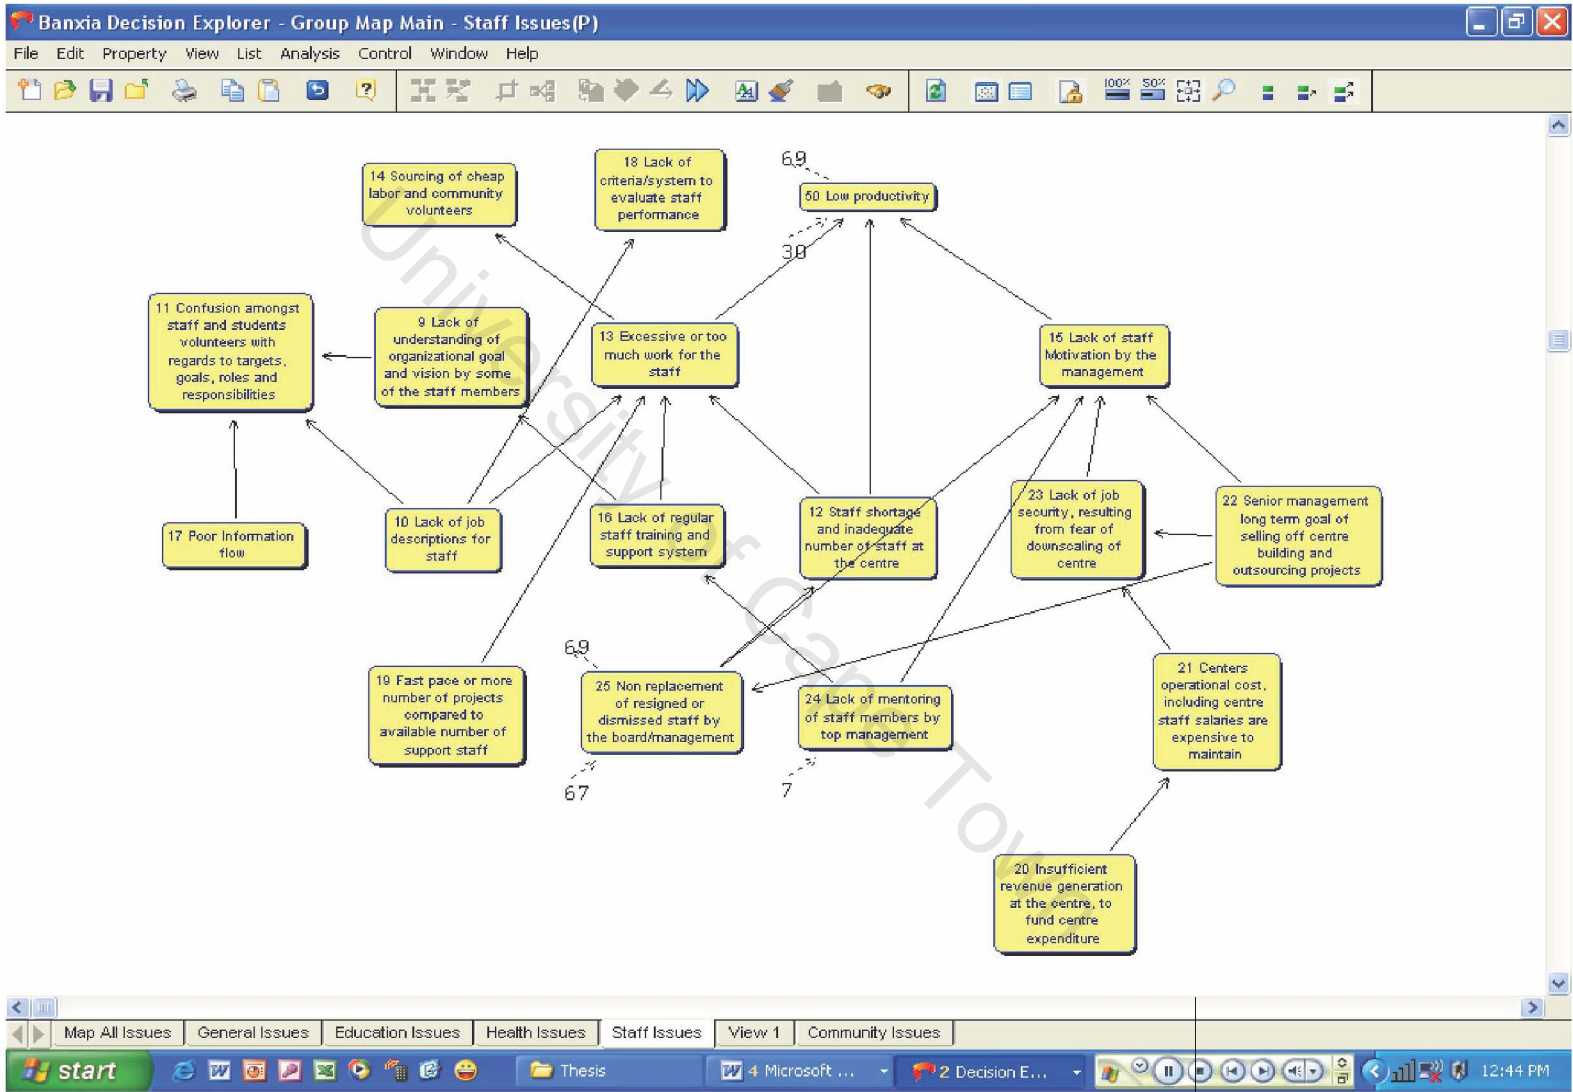 Banxia Decision Explorer - Group Map Main - Staff Issues(P)
File Edit Property View List Analysis Control Window Help
100% 50%
14 Sourcing of cheap
labor and community
volunteers
18 Lack of
criteria/system to
evaluate staff
performance
69
50 Low productivity
30
11 Confusion amongst
staff and students
volunteers with
regards to targets,
goals, roles and
responsibilities
9 Lack of
understanding of
organizational goal
and vision by some
of the staff members
13 Excessive or too
much work for the
staff
15 Lack of staff
Motivation by the
management
17 Poor Information
flow
10 Lack of job
descriptions for
staff
16 Lack of regular
staff training and
support system
12 Staff shortage
and inadequate
number of staff at
the centre
23 Lack of job
security, resulting
from fear of
downscaling of
centre
22 Senior management
long term goal of
selling off centre
building and
outsourcing projects
19 Fast pace or more
number of projects
compared to
available number of
support staff
69
25 Non replacement
of resigned or
dismissed staff by
the board/management
67
24 Lack of mentoring
of staff members by
top management
7
21 Centers
operational cost,
including centre
staff salaries are
expensive to
maintain
20 Insufficient
revenue generation
at the centre, to
fund centre
expenditure
University of Cape Town
Map All Issues General Issues Education Issues Health Issues Staff Issues View 1 Community Issues
start Thesis 4 Microsoft ... 2 Decision E... 12:44 PM